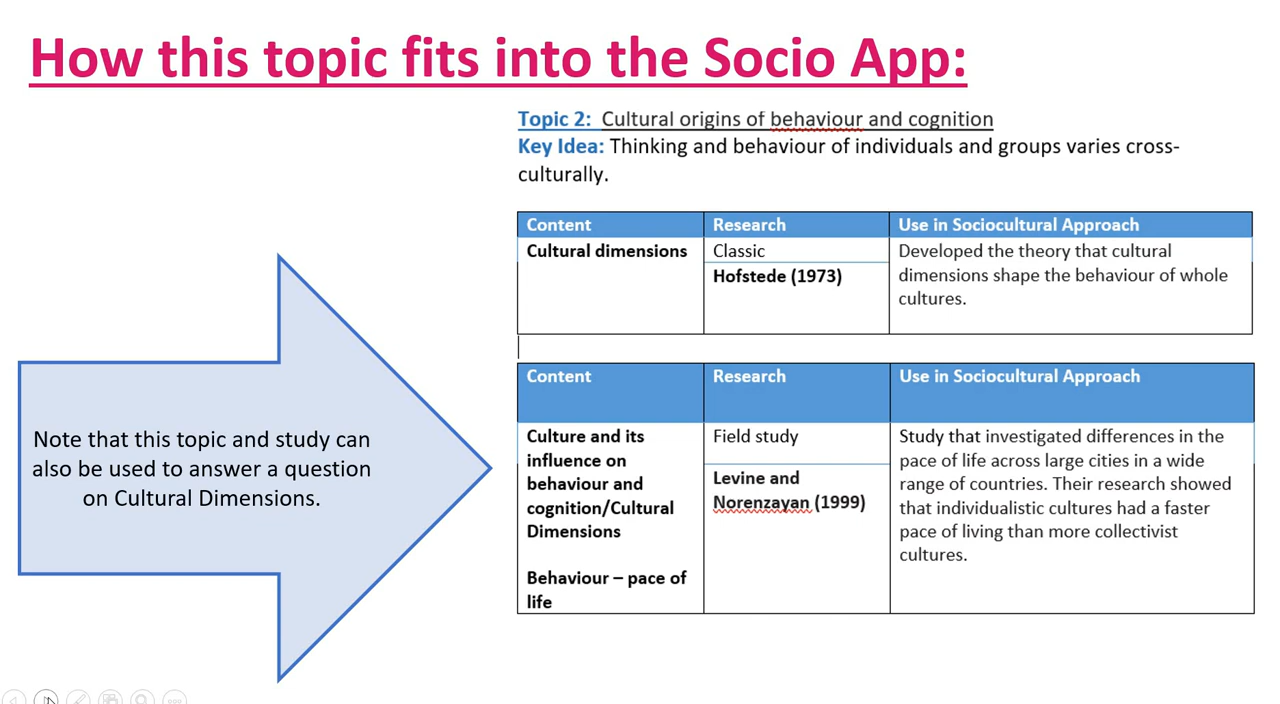 How this topic fits into the Socio App:
Topic 2: Cultural origins of behaviour and cognition
Key Idea: Thinking and behaviour of individuals and groups varies cross-
culturally.
Content Research Use in Sociocultural Approach
Cultural dimensions
Classic
Hofstede (1973)
Developed the theory that cultural
dimensions shape the behaviour of whole
cultures.
Content Research Use in Sociocultural Approach
Culture and its
influence on
behaviour and
cognition/Cultural
Dimensions
Behaviour – pace of
life
Field study
Levine and
Norenzayan (1999)
Study that investigated differences in the
pace of life across large cities in a wide
range of countries. Their research showed
that individualistic cultures had a faster
pace of living than more collectivist
cultures.
Note that this topic and study can
also be used to answer a question
on Cultural Dimensions.